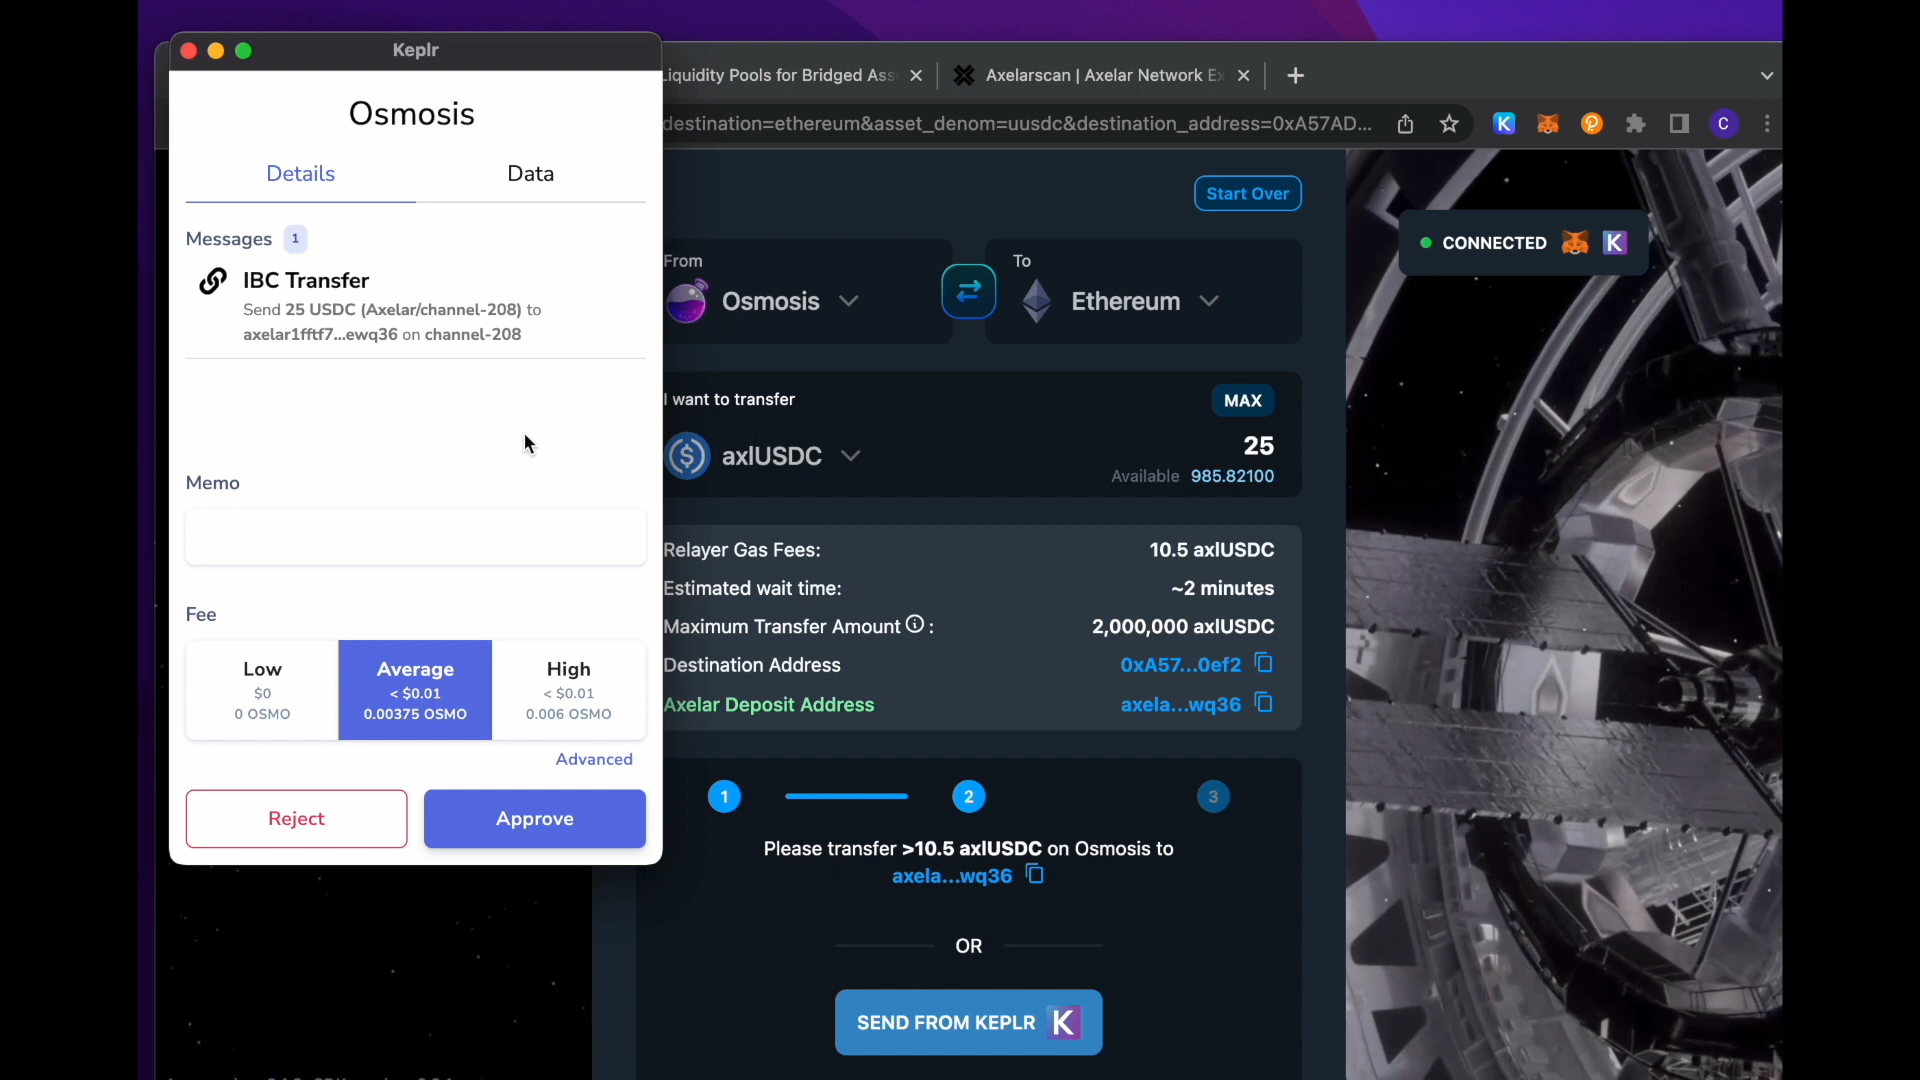 Keplr
Osmosis
Details
Data
Messages 1
IBC Transfer
Send 25 USDC (Axelar/channel-208) to
axelar1fftf7...ewq36 on channel-208
Memo
Fee
Low
$0
0 OSMO
Average
< $0.01
0.00375 OSMO
High
< $0.01
0.006 OSMO
Advanced
Reject
Approve
Liquidity Pools for Bridged Ass
Axelarscan | Axelar Network Ex
destination=ethereum&asset_denom=uusdc&destination_address=0xA57AD...
C
Start Over
CONNECTED
From
Osmosis
To
Ethereum
I want to transfer
MAX
axlUSDC
25
Available 985.82100
Relayer Gas Fees: 10.5 axlUSDC
Estimated wait time: ~2 minutes
Maximum Transfer Amount : 2,000,000 axlUSDC
Destination Address 0xA57...0ef2
Axelar Deposit Address axela...wq36
1 2 3
Please transfer >10.5 axlUSDC on Osmosis to
axela...wq36
OR
SEND FROM KEPLR K